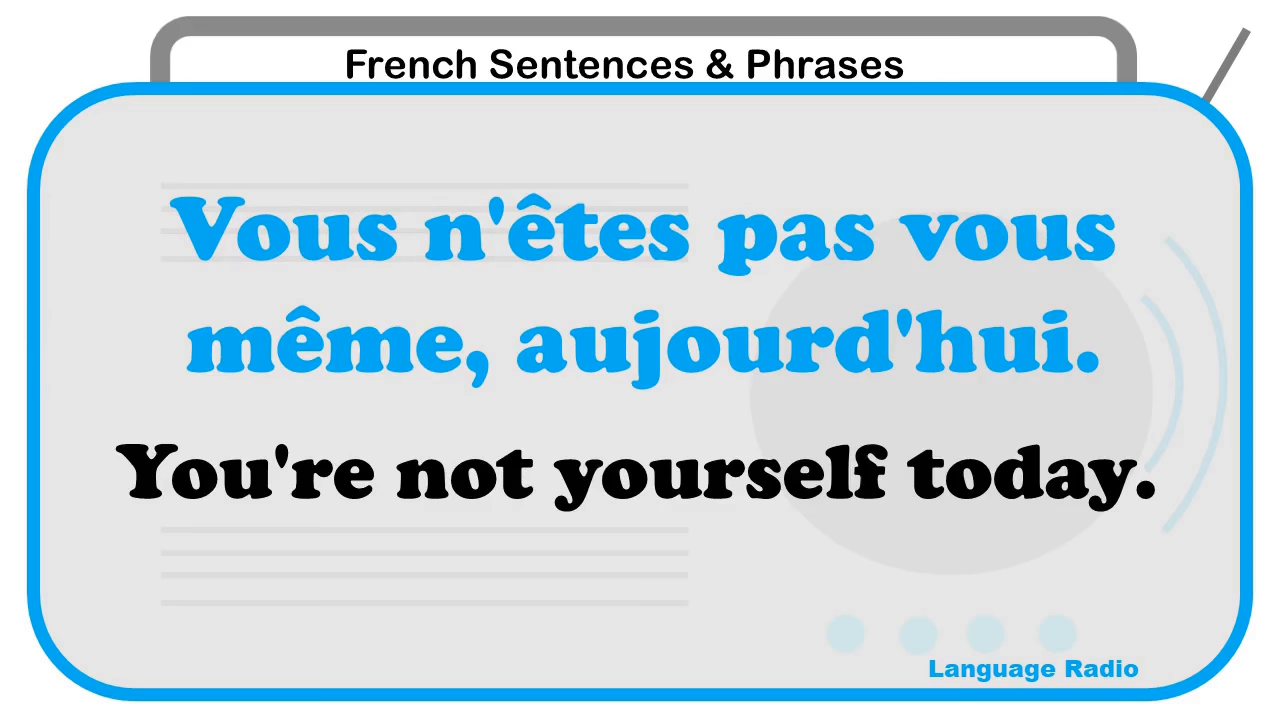 French Sentences & Phrases
Vous n'êtes pas vous
même, aujourd'hui.
You're not yourself today.
Language Radio